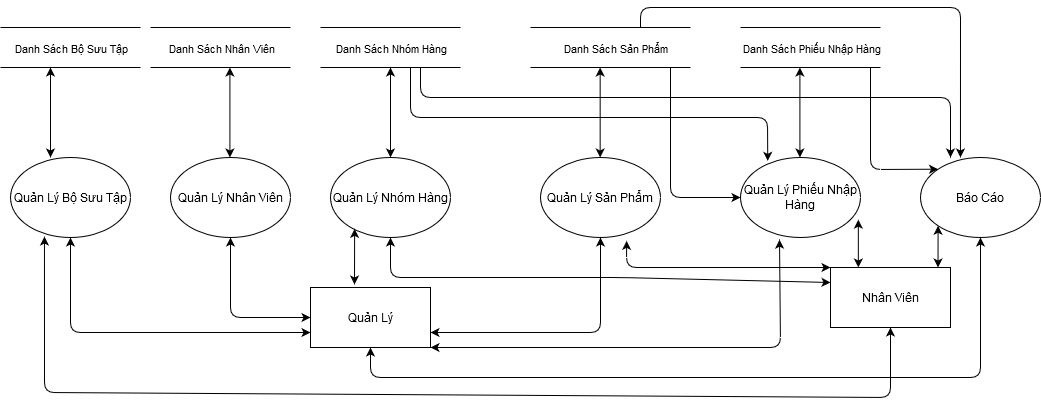 Danh Sách Bộ Sưu Tập
Danh Sách Nhân Viên
Danh Sách Nhóm Hàng
Danh Sách Sản Phẩm
Danh Sách Phiếu Nhập Hàng
Quản Lý Bộ Sưu Tập
Quản Lý Nhân Viên
Quản Lý Nhóm Hàng
Quản Lý Sản Phẩm
Quản Lý Phiếu Nhập
Hàng
Báo Cáo
Quản Lý
Nhân Viên